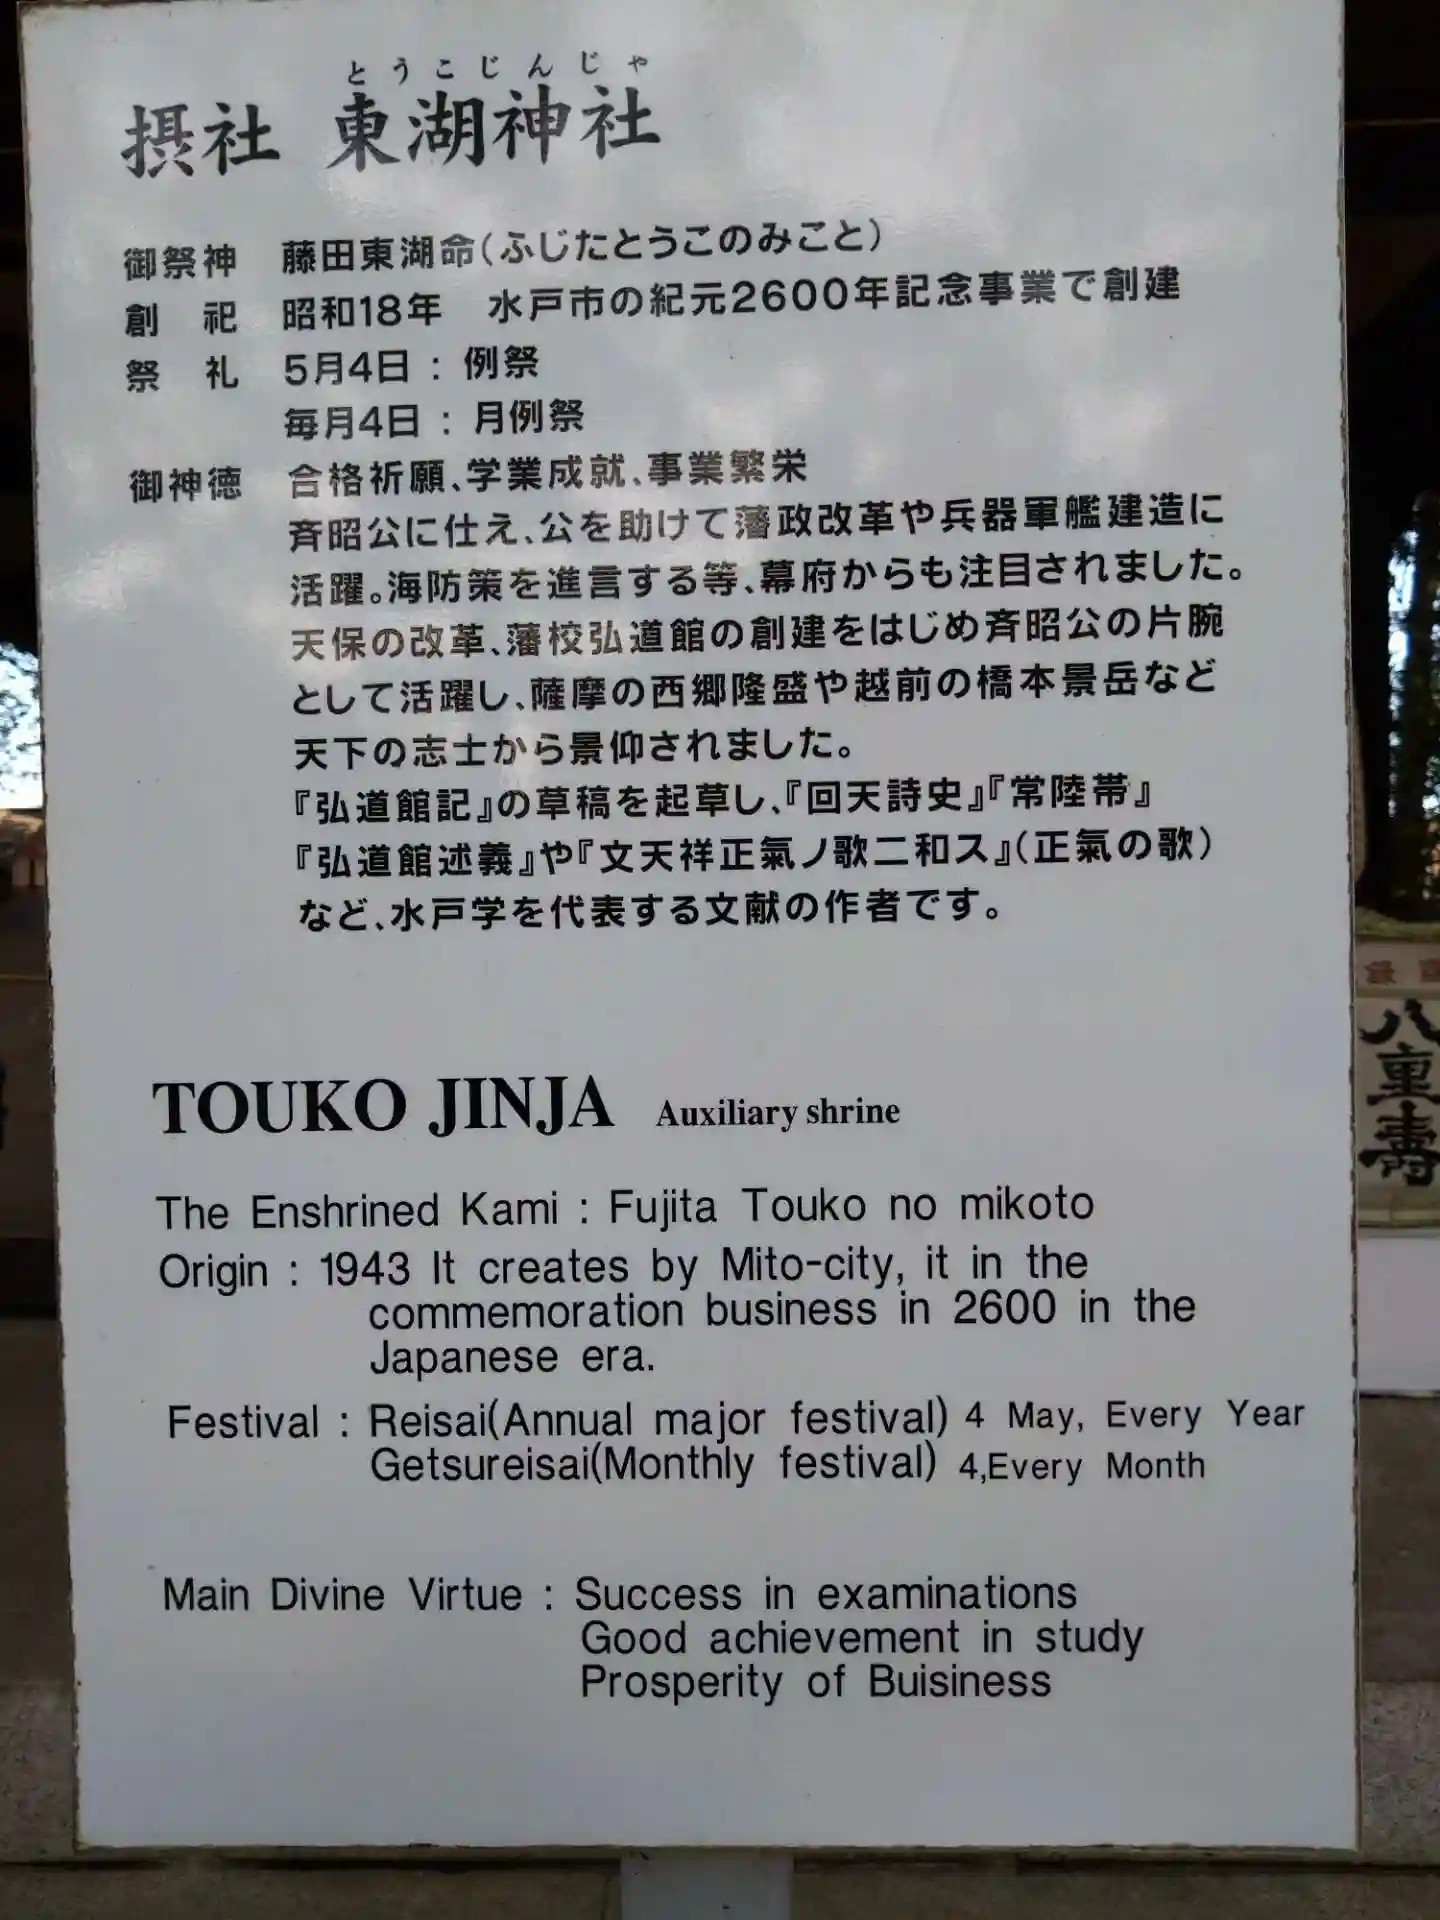 とうこじんじゃ
摂社 東湖神社
御祭神 藤田東湖命(ふじたとうこのみこと)
創祀 昭和18年 水戸市の紀元2600年記念事業で創建
祭礼 5月4日：例祭
毎月4日：月例祭
御神徳 合格祈願、学業成就、事業繁栄
斉昭公に仕え、公を助けて藩政改革や兵器軍艦建造に
活躍。海防策を進言する等、幕府からも注目されました。
天保の改革、藩校弘道館の創建をはじめ斉昭公の片腕
として活躍し、薩摩の西郷隆盛や越前の橋本景岳など
天下の志士から景仰されました。
『弘道館記』の草稿を起草し、『回天詩史』『常陸帯』
『弘道館述義』や『文天祥正氣ノ歌二和ス』(正氣の歌)
など、水戸学を代表する文献の作者です。
TOUKO JINJA Auxiliary shrine
The Enshrined Kami : Fujita Touko no mikoto
Origin : 1943 It creates by Mito-city, it in the
commemoration business in 2600 in the
Japanese era.
Festival : Reisai(Annual major festival) 4 May, Every Year
Getsureisai(Monthly festival) 4,Every Month
Main Divine Virtue : Success in examinations
Good achievement in study
Prosperity of Buisiness
八重寿